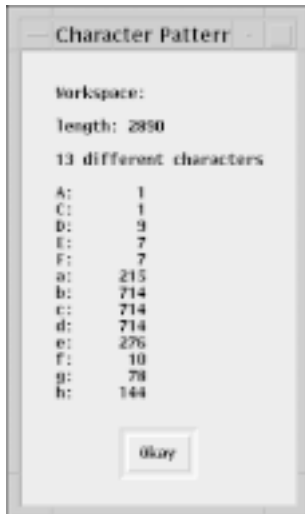 Character Patterr
Workspace:
length: 2890
13 different characters
A: 1
C: 1
D: 9
E: 7
F: 7
a: 215
b: 714
c: 714
d: 714
e: 276
f: 10
g: 78
h: 144
Okay